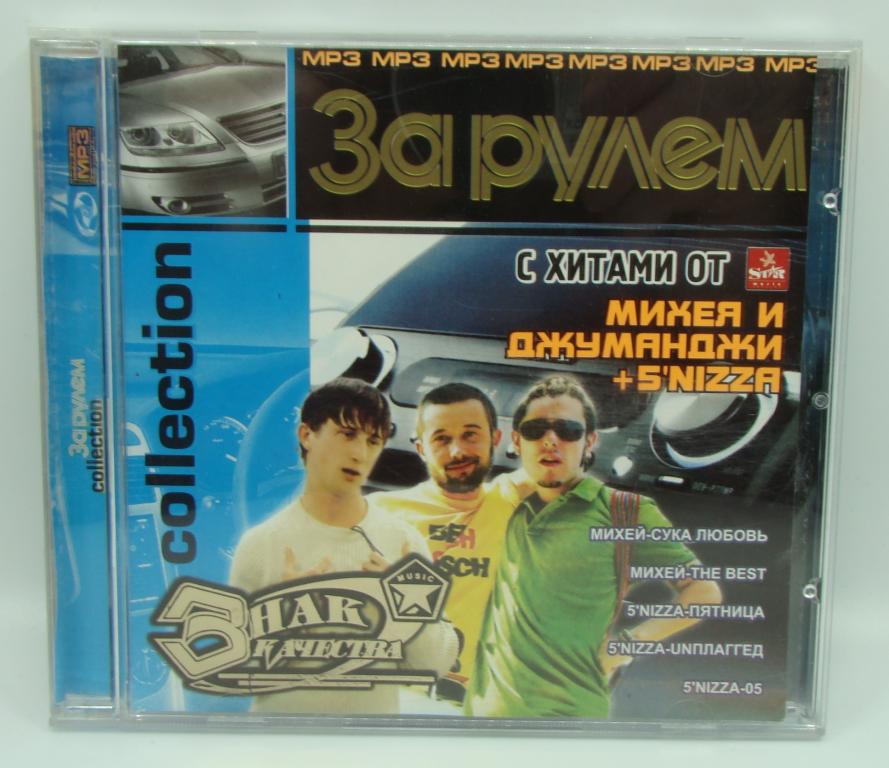 MP3 MP3 MP3 MP3 MP3 MP3 MP3 MP3
За рулем
collection
С ХИТАМИ ОТ
Star
music
МИХЕЯ И
ДЖУМАНДЖИ
+5'NIZZA
МИХЕЙ-СУКА ЛЮБОВЬ
МИХЕЙ-THE BEST
5'NIZZA-ПЯТНИЦА
5'NIZZA-UNПЛАГГЕД
5'NIZZA-05
MUSIC
ЗНАК
КАЧЕСТВА
MP3
За рулем
collection